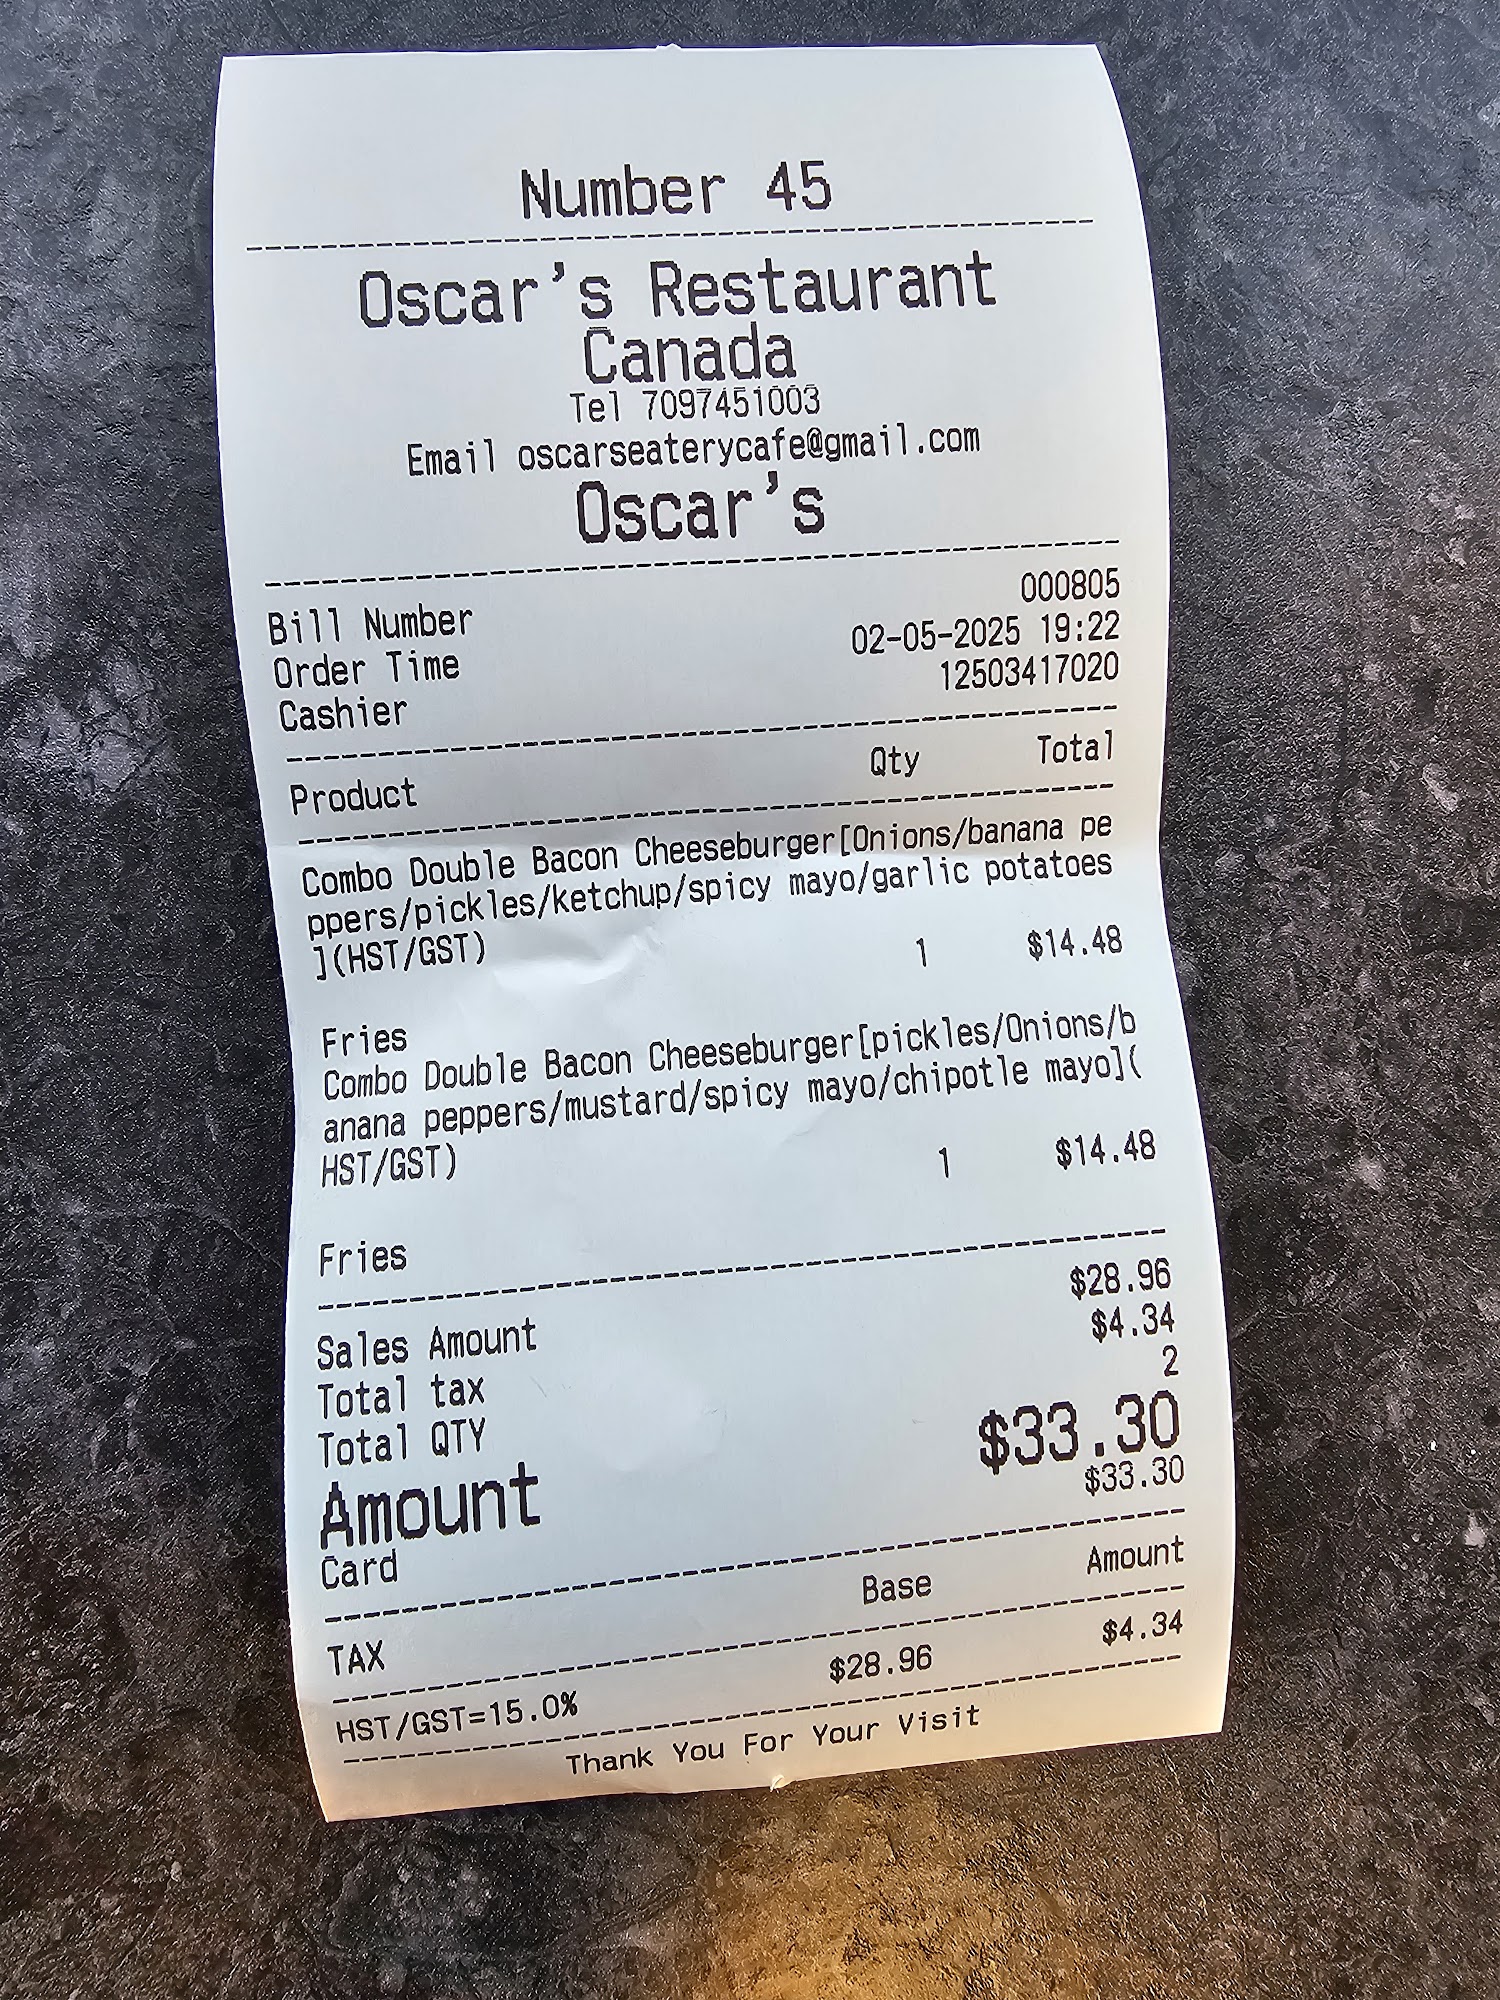 Number 45
Oscar's Restaurant
Canada
Tel 7097451003
Email oscarseaterycafe@gmail.com
Oscar's
Bill Number 000805
Order Time 02-05-2025 19:22
Cashier 12503417020
Product Qty Total
Combo Double Bacon Cheeseburger[Onions/banana pe
ppers/pickles/ketchup/spicy mayo/garlic potatoes
](HST/GST) 1 $14.48
Fries
Combo Double Bacon Cheeseburger[pickles/Onions/b
anana peppers/mustard/spicy mayo/chipotle mayo](
HST/GST) 1 $14.48
Fries
Sales Amount $28.96
Total tax $4.34
Total QTY 2
Amount $33.30
Card $33.30
TAX Base Amount
HST/GST=15.0% $28.96 $4.34
Thank You For Your Visit